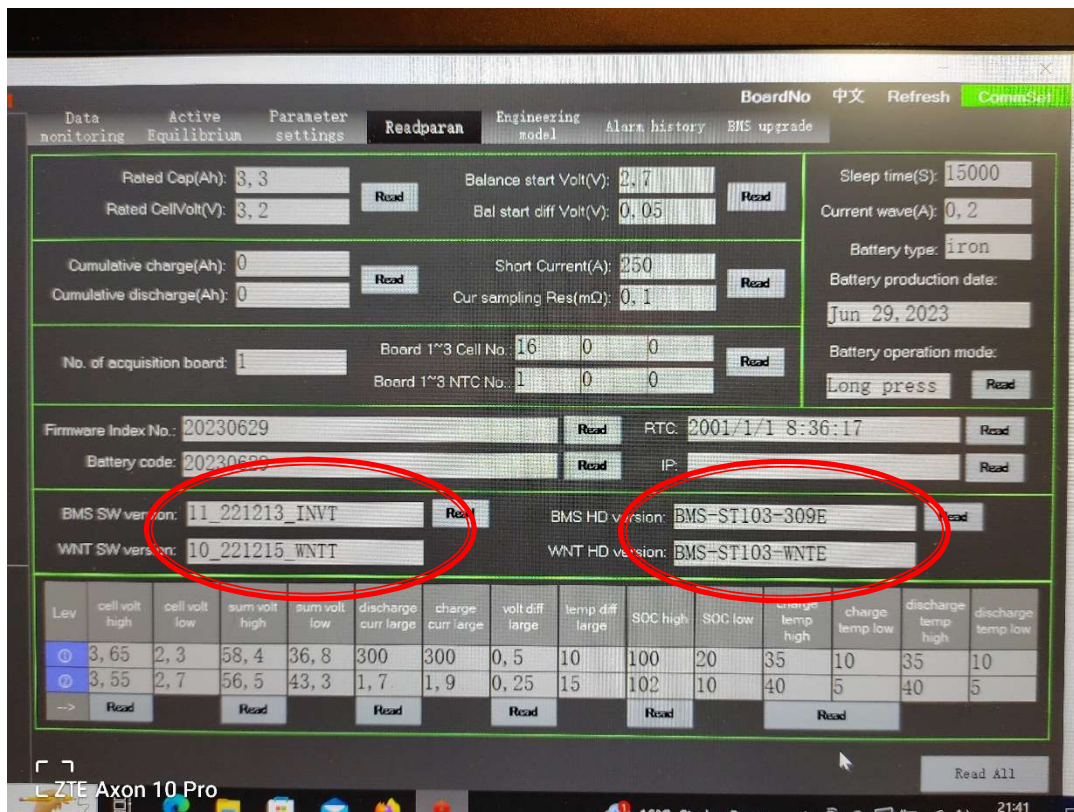 BoardNo 中文 Refresh CommSet
Data monitoring Active Equilibrium Parameter settings Readparan Engineering model Alarm history BMS upgrade
Rated Cap(Ah): 3,3 Read Balance start Volt(V): 2,7 Read Sleep time(S): 15000
Rated CellVolt(V): 3,2 Bal start diff Volt(V): 0,05 Current wave(A): 0,2
Battery type: iron
Cumulative charge(Ah): 0 Read Short Current(A): 250 Read
Cumulative discharge(Ah): 0 Cur sampling Res(mΩ): 0,1
Battery production date:
Jun 29,2023
No. of acquisition board: 1 Board 1~3 Cell No.: 16 0 0 Read
Board 1~3 NTC No.: 1 0 0
Battery operation mode:
Long press Read
Firmware Index No.: 20230629 Read RTC: 2001/1/1 8:36:17 Read
Battery code: 20230629 Read IP: Read
BMS SW version: 11_221213_INVT Read BMS HD version: BMS-ST103-309E Read
WNT SW version: 10_221215_WNTT WNT HD version: BMS-ST103-WNTE
Lev cell volt high cell volt low sum volt high sum volt low discharge curr large charge curr large volt diff large temp diff large SOC high SOC low charge temp high charge temp low discharge temp high discharge temp low
① 3,65 2,3 58,4 36,8 300 300 0,5 10 100 20 35 10 35 10
② 3,55 2,7 56,5 43,3 1,7 1,9 0,25 15 102 10 40 5 40 5
--> Read Read Read Read Read Read
Read All
ZTE Axon 10 Pro
21:41